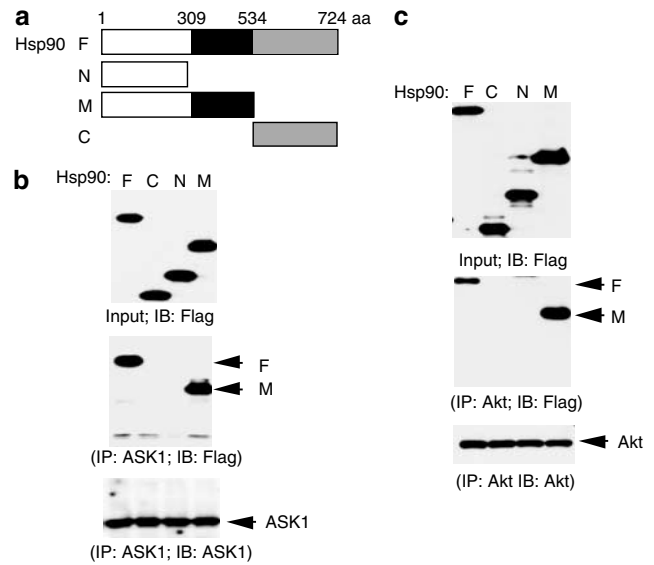 a
1 309 534 724 aa
Hsp90 F
N
M
C
b
Hsp90: F C N M
Input; IB: Flag
F
M
(IP: ASK1; IB: Flag)
ASK1
(IP: ASK1; IB: ASK1)
c
Hsp90: F C N M
Input; IB: Flag
F
M
(IP: Akt; IB: Flag)
Akt
(IP: Akt IB: Akt)